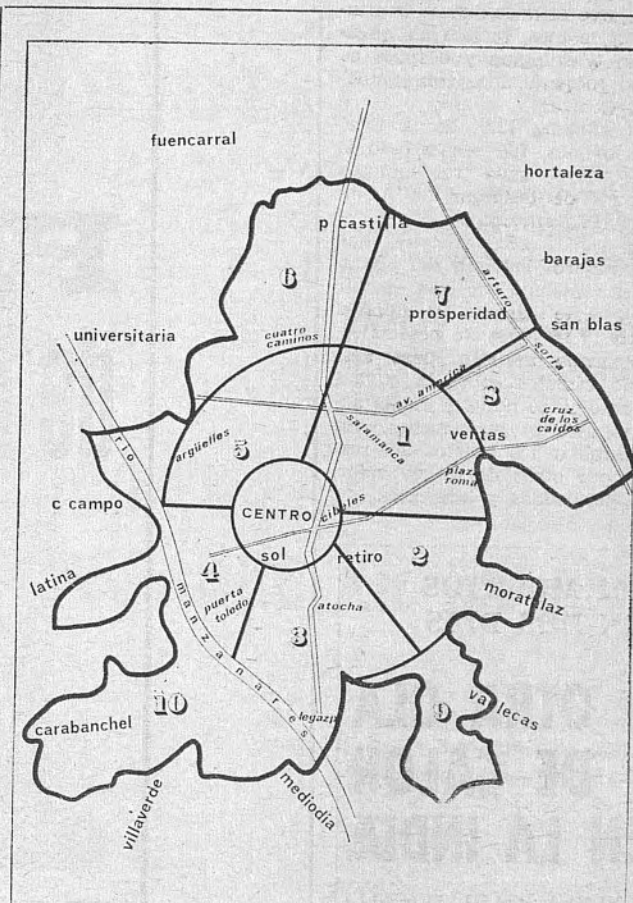 fuencarral
hortaleza
p castilla
6
7
arturo
soria
barajas
prosperidad
san blas
universitaria
cuatro
caminos
av. america
8
cruz
de los
caidos
salamanca
1
ventas
argüelles
5
plaza
roma
rio
manzanares
c campo
CENTRO
cibeles
sol
retiro
2
latina
4
puerta
toledo
atocha
moratalaz
3
10
legazpi
9
vallecas
carabanchel
villaverde
mediodia